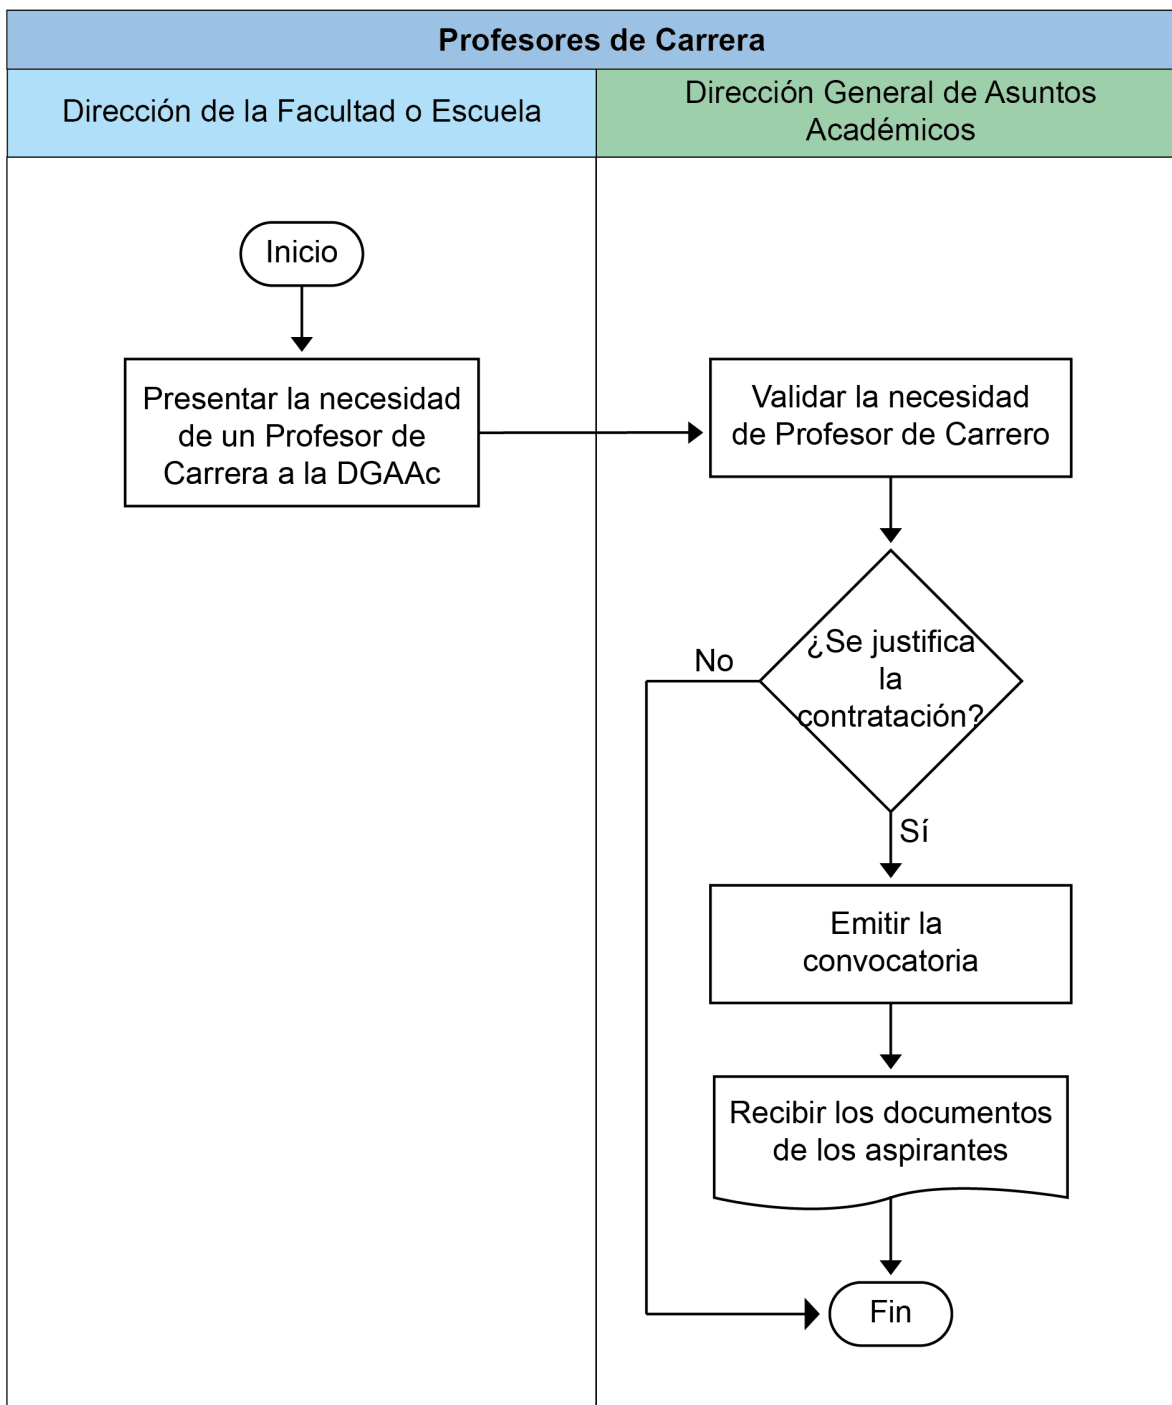 Profesores de Carrera
Dirección de la Facultad o Escuela
Dirección General de Asuntos
Académicos
Inicio
Presentar la necesidad
de un Profesor de
Carrera a la DGAAc
Validar la necesidad
de Profesor de Carrero
¿Se justifica
la
contratación?
No
Sí
Emitir la
convocatoria
Recibir los documentos
de los aspirantes
Fin